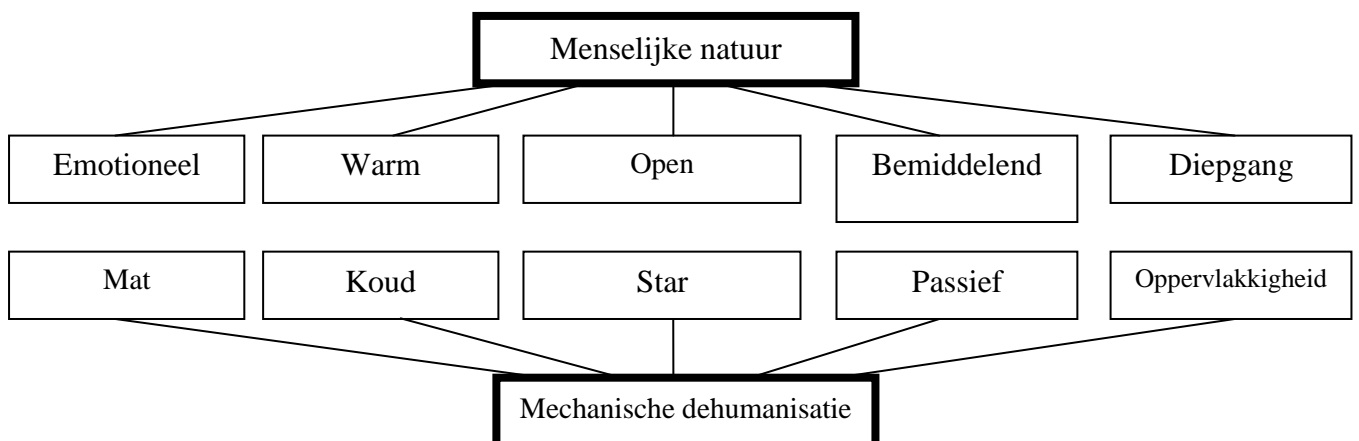 Menselijke natuur
Emotioneel
Warm
Open
Bemiddelend
Diepgang
Mat
Koud
Star
Passief
Oppervlakkigheid
Mechanische dehumanisatie